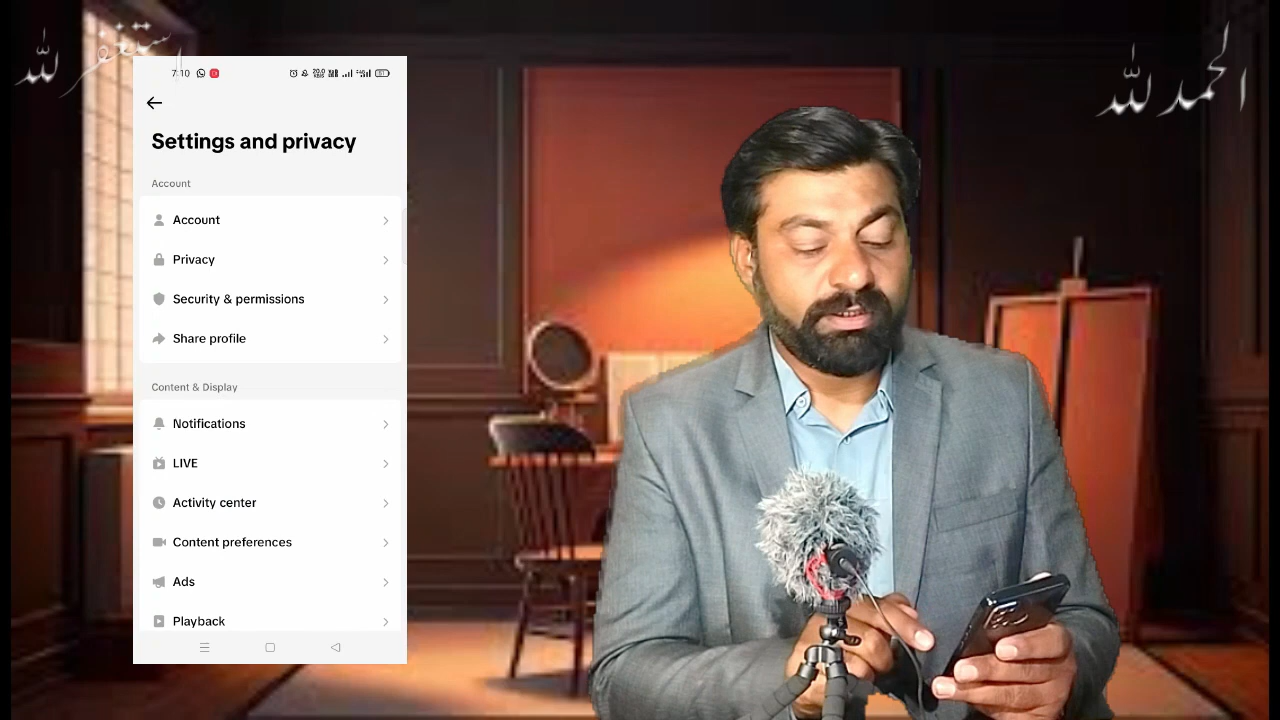 استغفر لله
الحمد لله
7:10
Settings and privacy
Account
Account
Privacy
Security & permissions
Share profile
Content & Display
Notifications
LIVE
Activity center
Content preferences
Ads
Playback